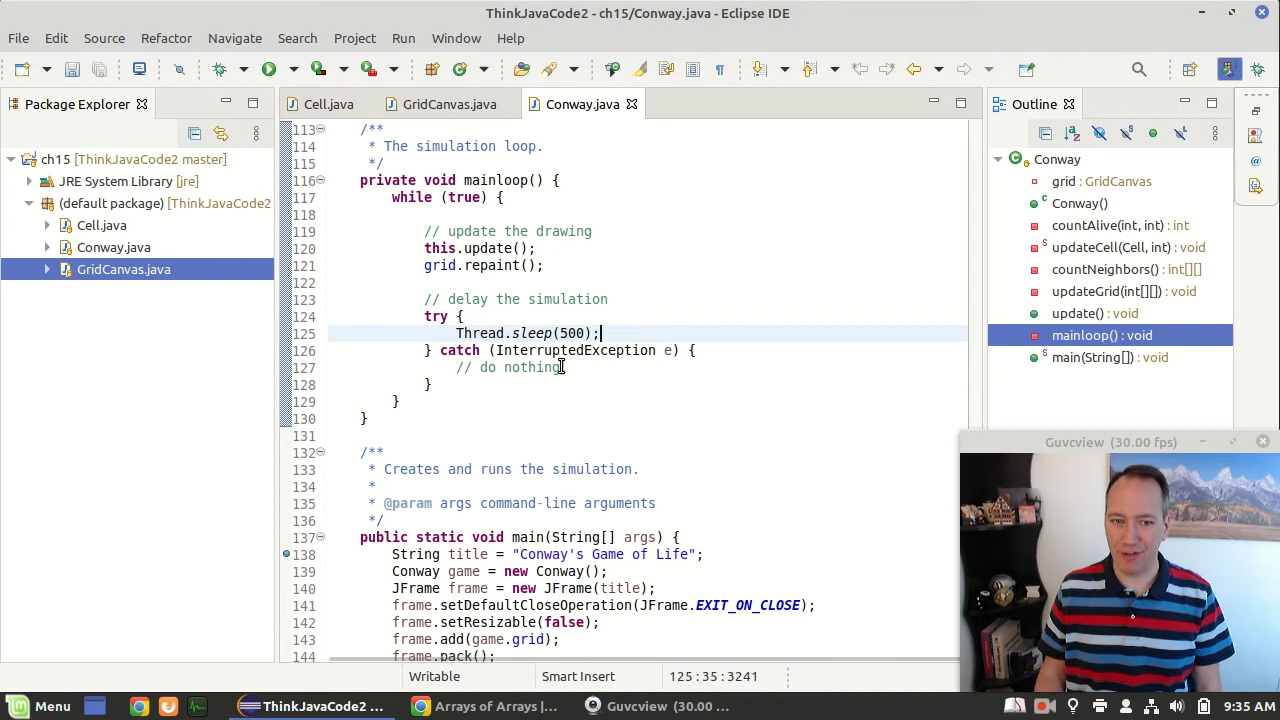 ThinkJavaCode2 - ch15/Conway.java - Eclipse IDE
File Edit Source Refactor Navigate Search Project Run Window Help
Package Explorer
ch15 [ThinkJavaCode2 master]
JRE System Library [jre]
(default package) [ThinkJavaCode2
Cell.java
Conway.java
GridCanvas.java
Cell.java GridCanvas.java Conway.java
113 /**
114 * The simulation loop.
115 */
116 private void mainloop() {
117 while (true) {
118
119 // update the drawing
120 this.update();
121 grid.repaint();
122
123 // delay the simulation
124 try {
125 Thread.sleep(500);
126 } catch (InterruptedException e) {
127 // do nothing
128 }
129 }
130 }
131
132 /**
133 * Creates and runs the simulation.
134 *
135 * @param args command-line arguments
136 */
137 public static void main(String[] args) {
138 String title = "Conway's Game of Life";
139 Conway game = new Conway();
140 JFrame frame = new JFrame(title);
141 frame.setDefaultCloseOperation(JFrame.EXIT_ON_CLOSE);
142 frame.setResizable(false);
143 frame.add(game.grid);
144 frame.pack();
Outline
Conway
grid : GridCanvas
Conway()
countAlive(int, int) : int
updateCell(Cell, int) : void
countNeighbors() : int[][]
updateGrid(int[][]) : void
update() : void
mainloop() : void
main(String[]) : void
Guvcview (30.00 fps)
Writable Smart Insert 125 : 35 : 3241
Menu ThinkJavaCode2 ... Arrays of Arrays |... Guvcview (30.00 ... 9:35 AM